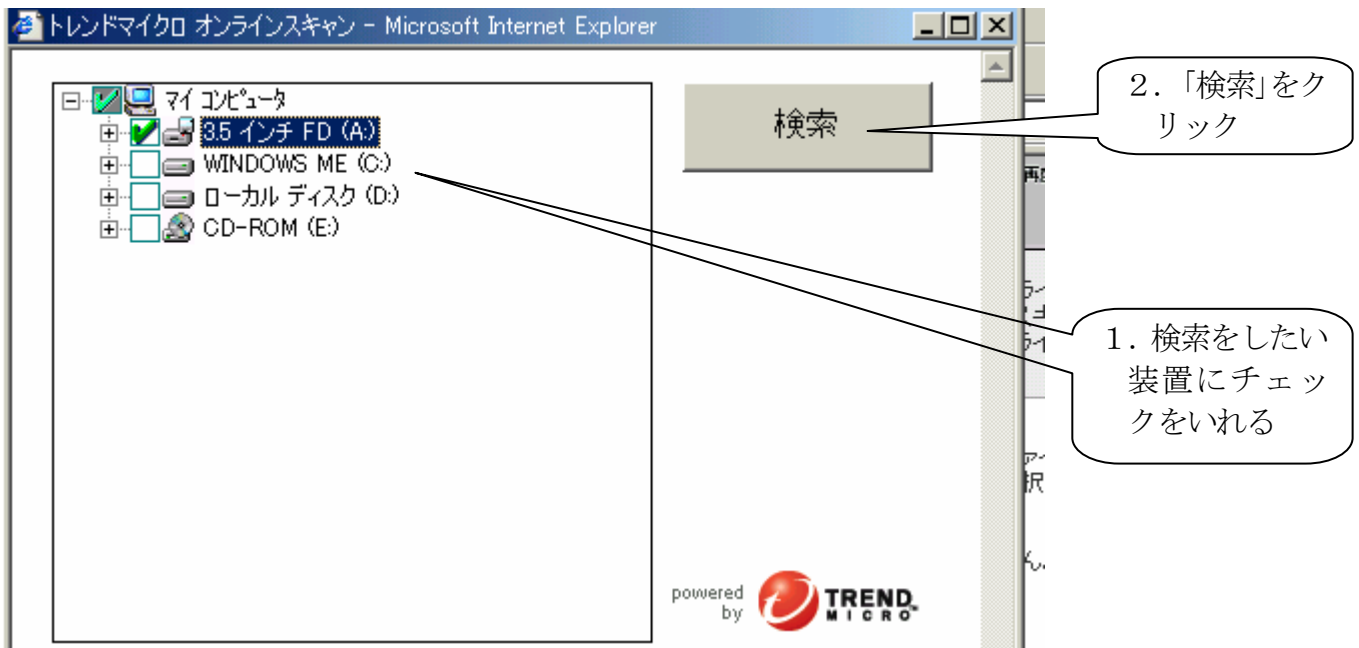 トレンドマイクロ オンラインスキャン - Microsoft Internet Explorer
マイ コンピュータ
3.5 インチ FD (A:)
WINDOWS ME (C:)
ローカル ディスク (D:)
CD-ROM (E:)
検索
2.「検索」をク
リック
1.検索をしたい
装置にチェッ
クをいれる
powered
by
TREND
MICRO